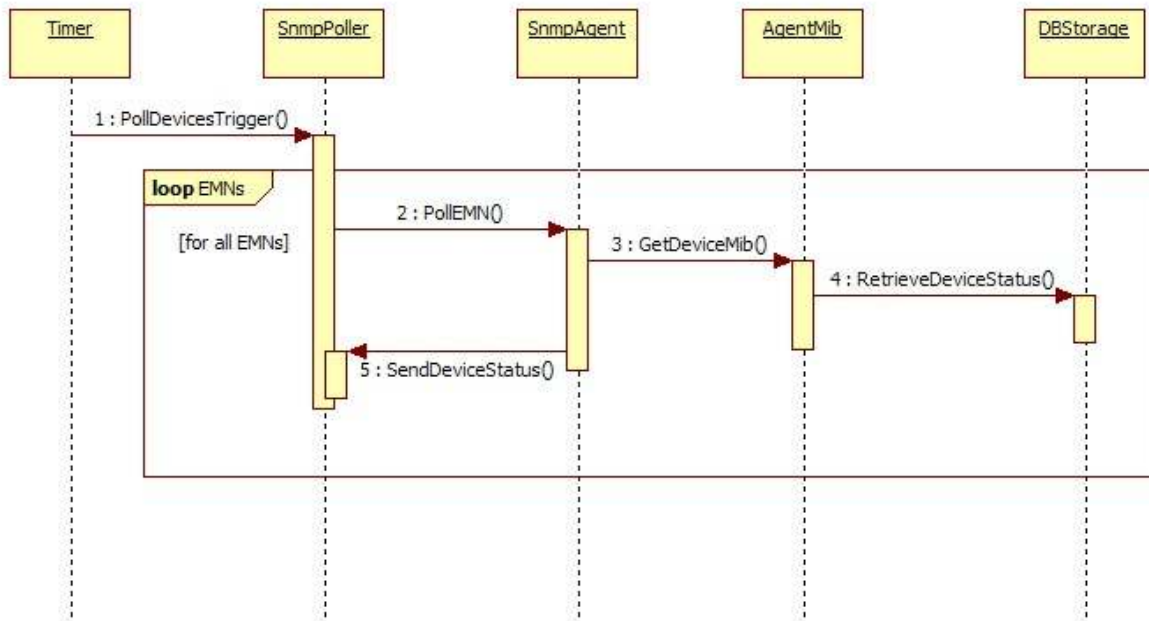 Timer
SnmpPoller
SnmpAgent
AgentMib
DBStorage
1 : PollDevicesTrigger()
loop EMNs
2 : PollEMN()
[for all EMNs]
3 : GetDeviceMib()
4 : RetrieveDeviceStatus()
5 : SendDeviceStatus()